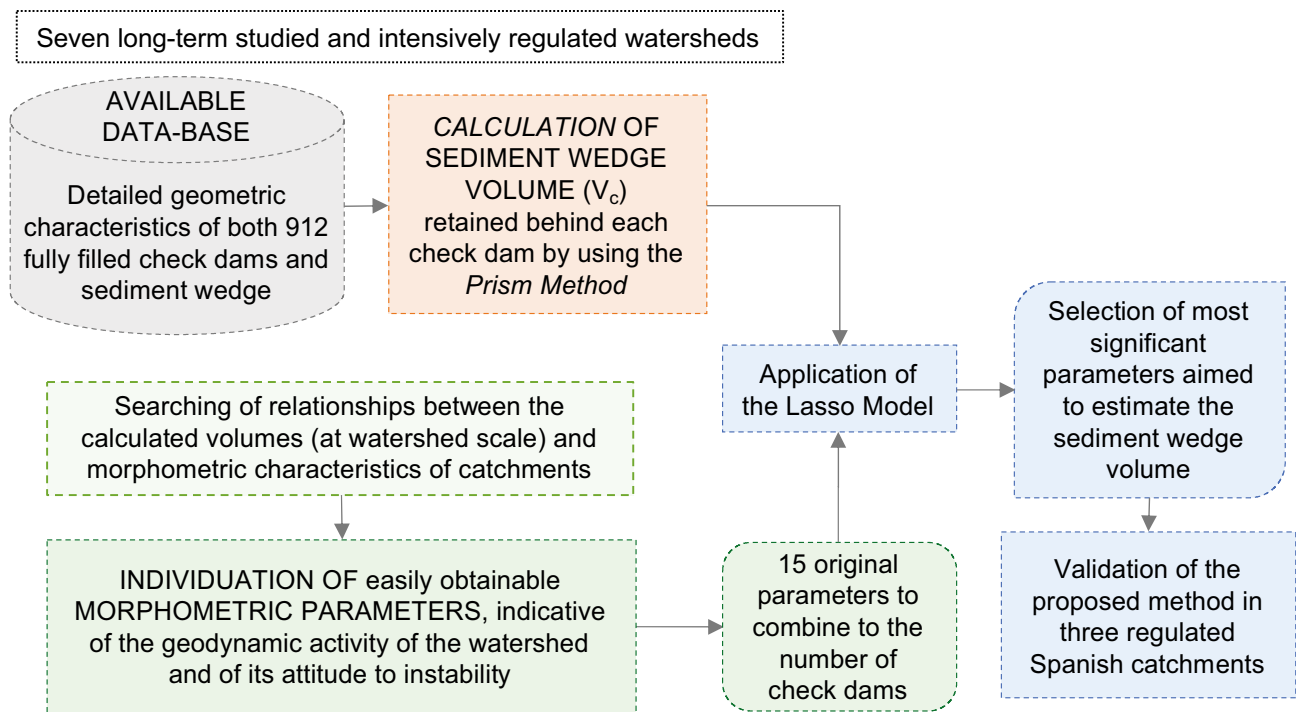 Seven long-term studied and intensively regulated watersheds
AVAILABLE
DATA-BASE
Detailed geometric
characteristics of both 912
fully filled check dams and
sediment wedge
CALCULATION OF
SEDIMENT WEDGE
VOLUME (Vc)
retained behind each
check dam by using the
Prism Method
Searching of relationships between the
calculated volumes (at watershed scale) and
morphometric characteristics of catchments
INDIVIDUATION OF easily obtainable
MORPHOMETRIC PARAMETERS, indicative
of the geodynamic activity of the watershed
and of its attitude to instability
15 original
parameters to
combine to the
number of
check dams
Application of
the Lasso Model
Selection of most
significant
parameters aimed
to estimate the
sediment wedge
volume
Validation of the
proposed method in
three regulated
Spanish catchments